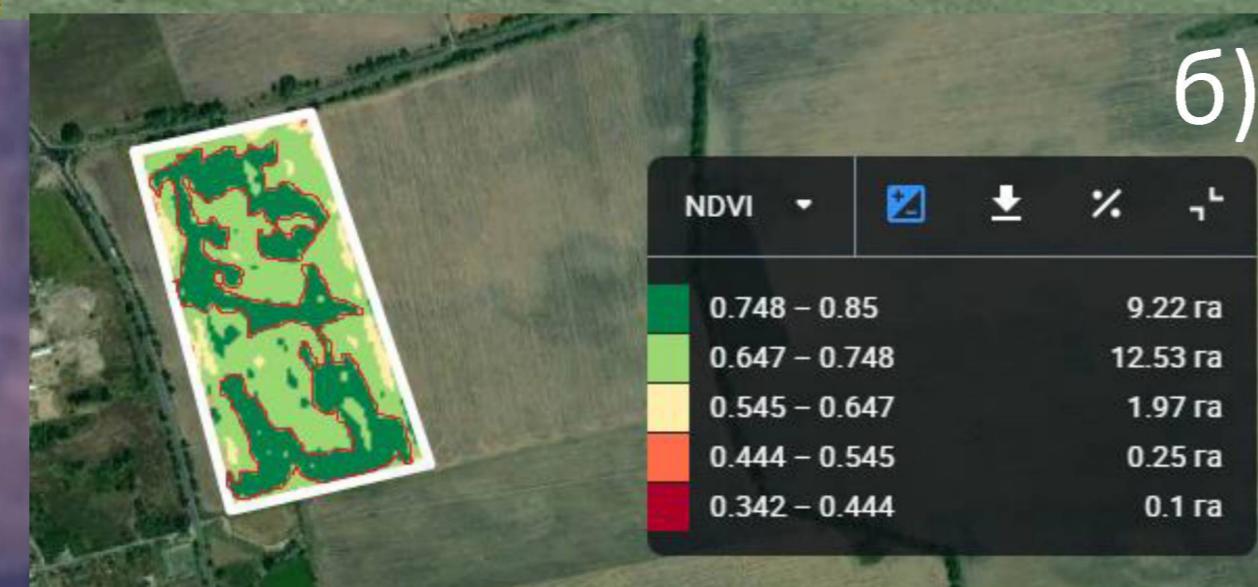 б)
NDVI
0.748 – 0.85 9.22 га
0.647 – 0.748 12.53 га
0.545 – 0.647 1.97 га
0.444 – 0.545 0.25 га
0.342 – 0.444 0.1 га